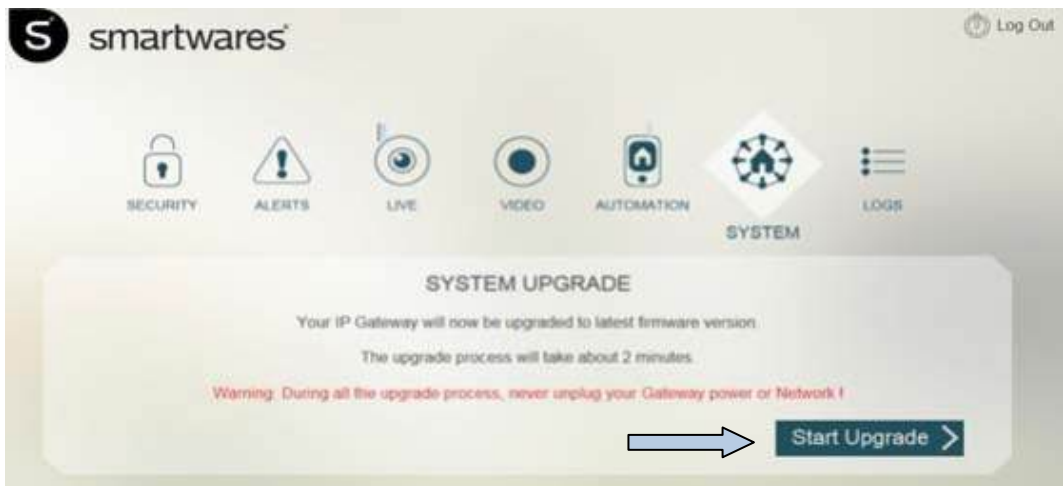 S smartwares
Log Out
SECURITY
ALERTS
LIVE
VIDEO
AUTOMATION
SYSTEM
LOGS
SYSTEM UPGRADE
Your IP Gateway will now be upgraded to latest firmware version.
The upgrade process will take about 2 minutes.
Warning: During all the upgrade process, never unplug your Gateway power or Network !
Start Upgrade